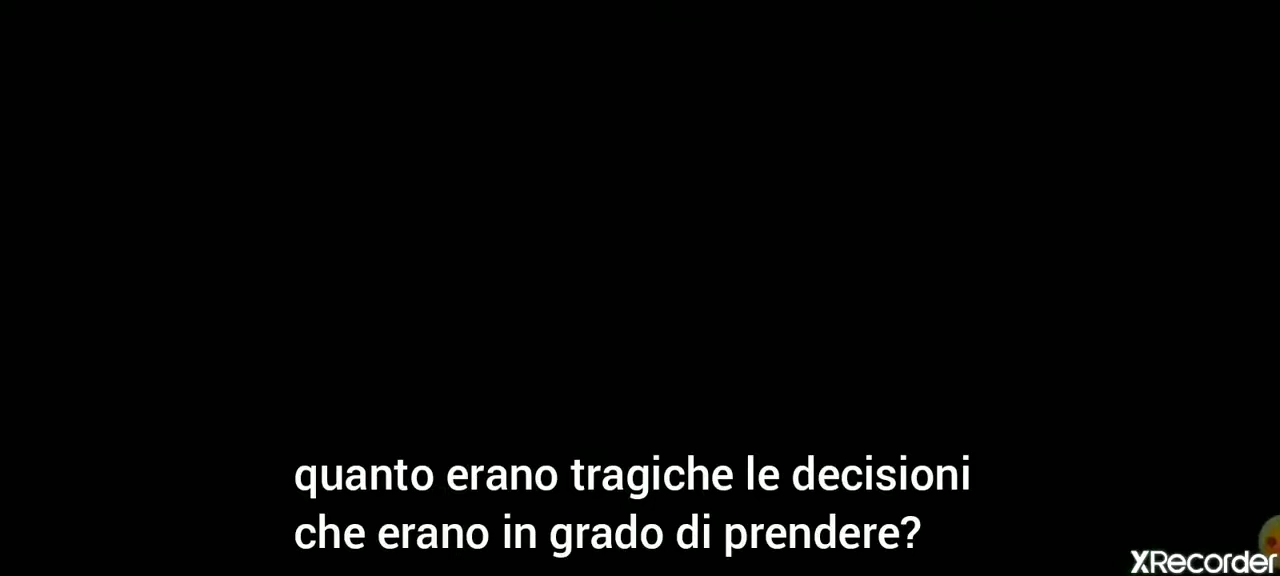 quanto erano tragiche le decisioni
che erano in grado di prendere?
XRecorder